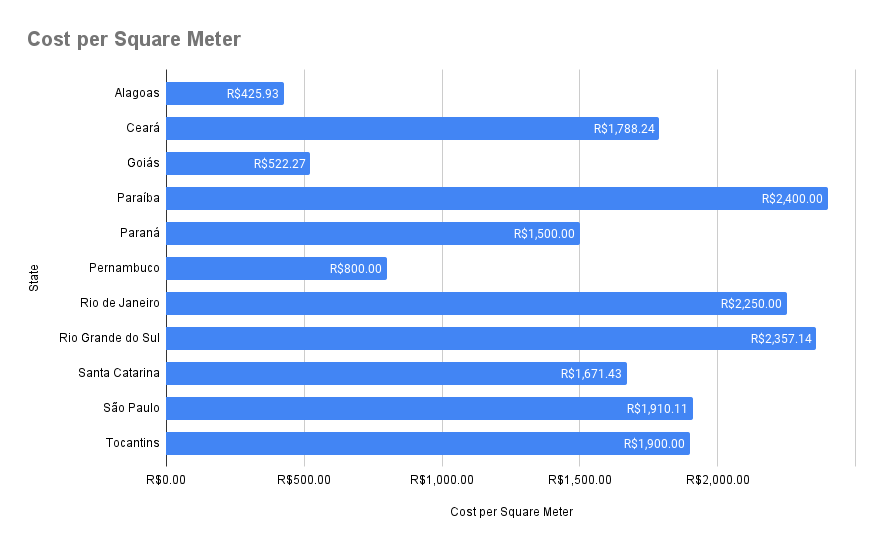 Cost per Square Meter
State
Alagoas R$425.93
Ceará R$1,788.24
Goiás R$522.27
Paraíba R$2,400.00
Paraná R$1,500.00
Pernambuco R$800.00
Rio de Janeiro R$2,250.00
Rio Grande do Sul R$2,357.14
Santa Catarina R$1,671.43
São Paulo R$1,910.11
Tocantins R$1,900.00
R$0.00 R$500.00 R$1,000.00 R$1,500.00 R$2,000.00
Cost per Square Meter